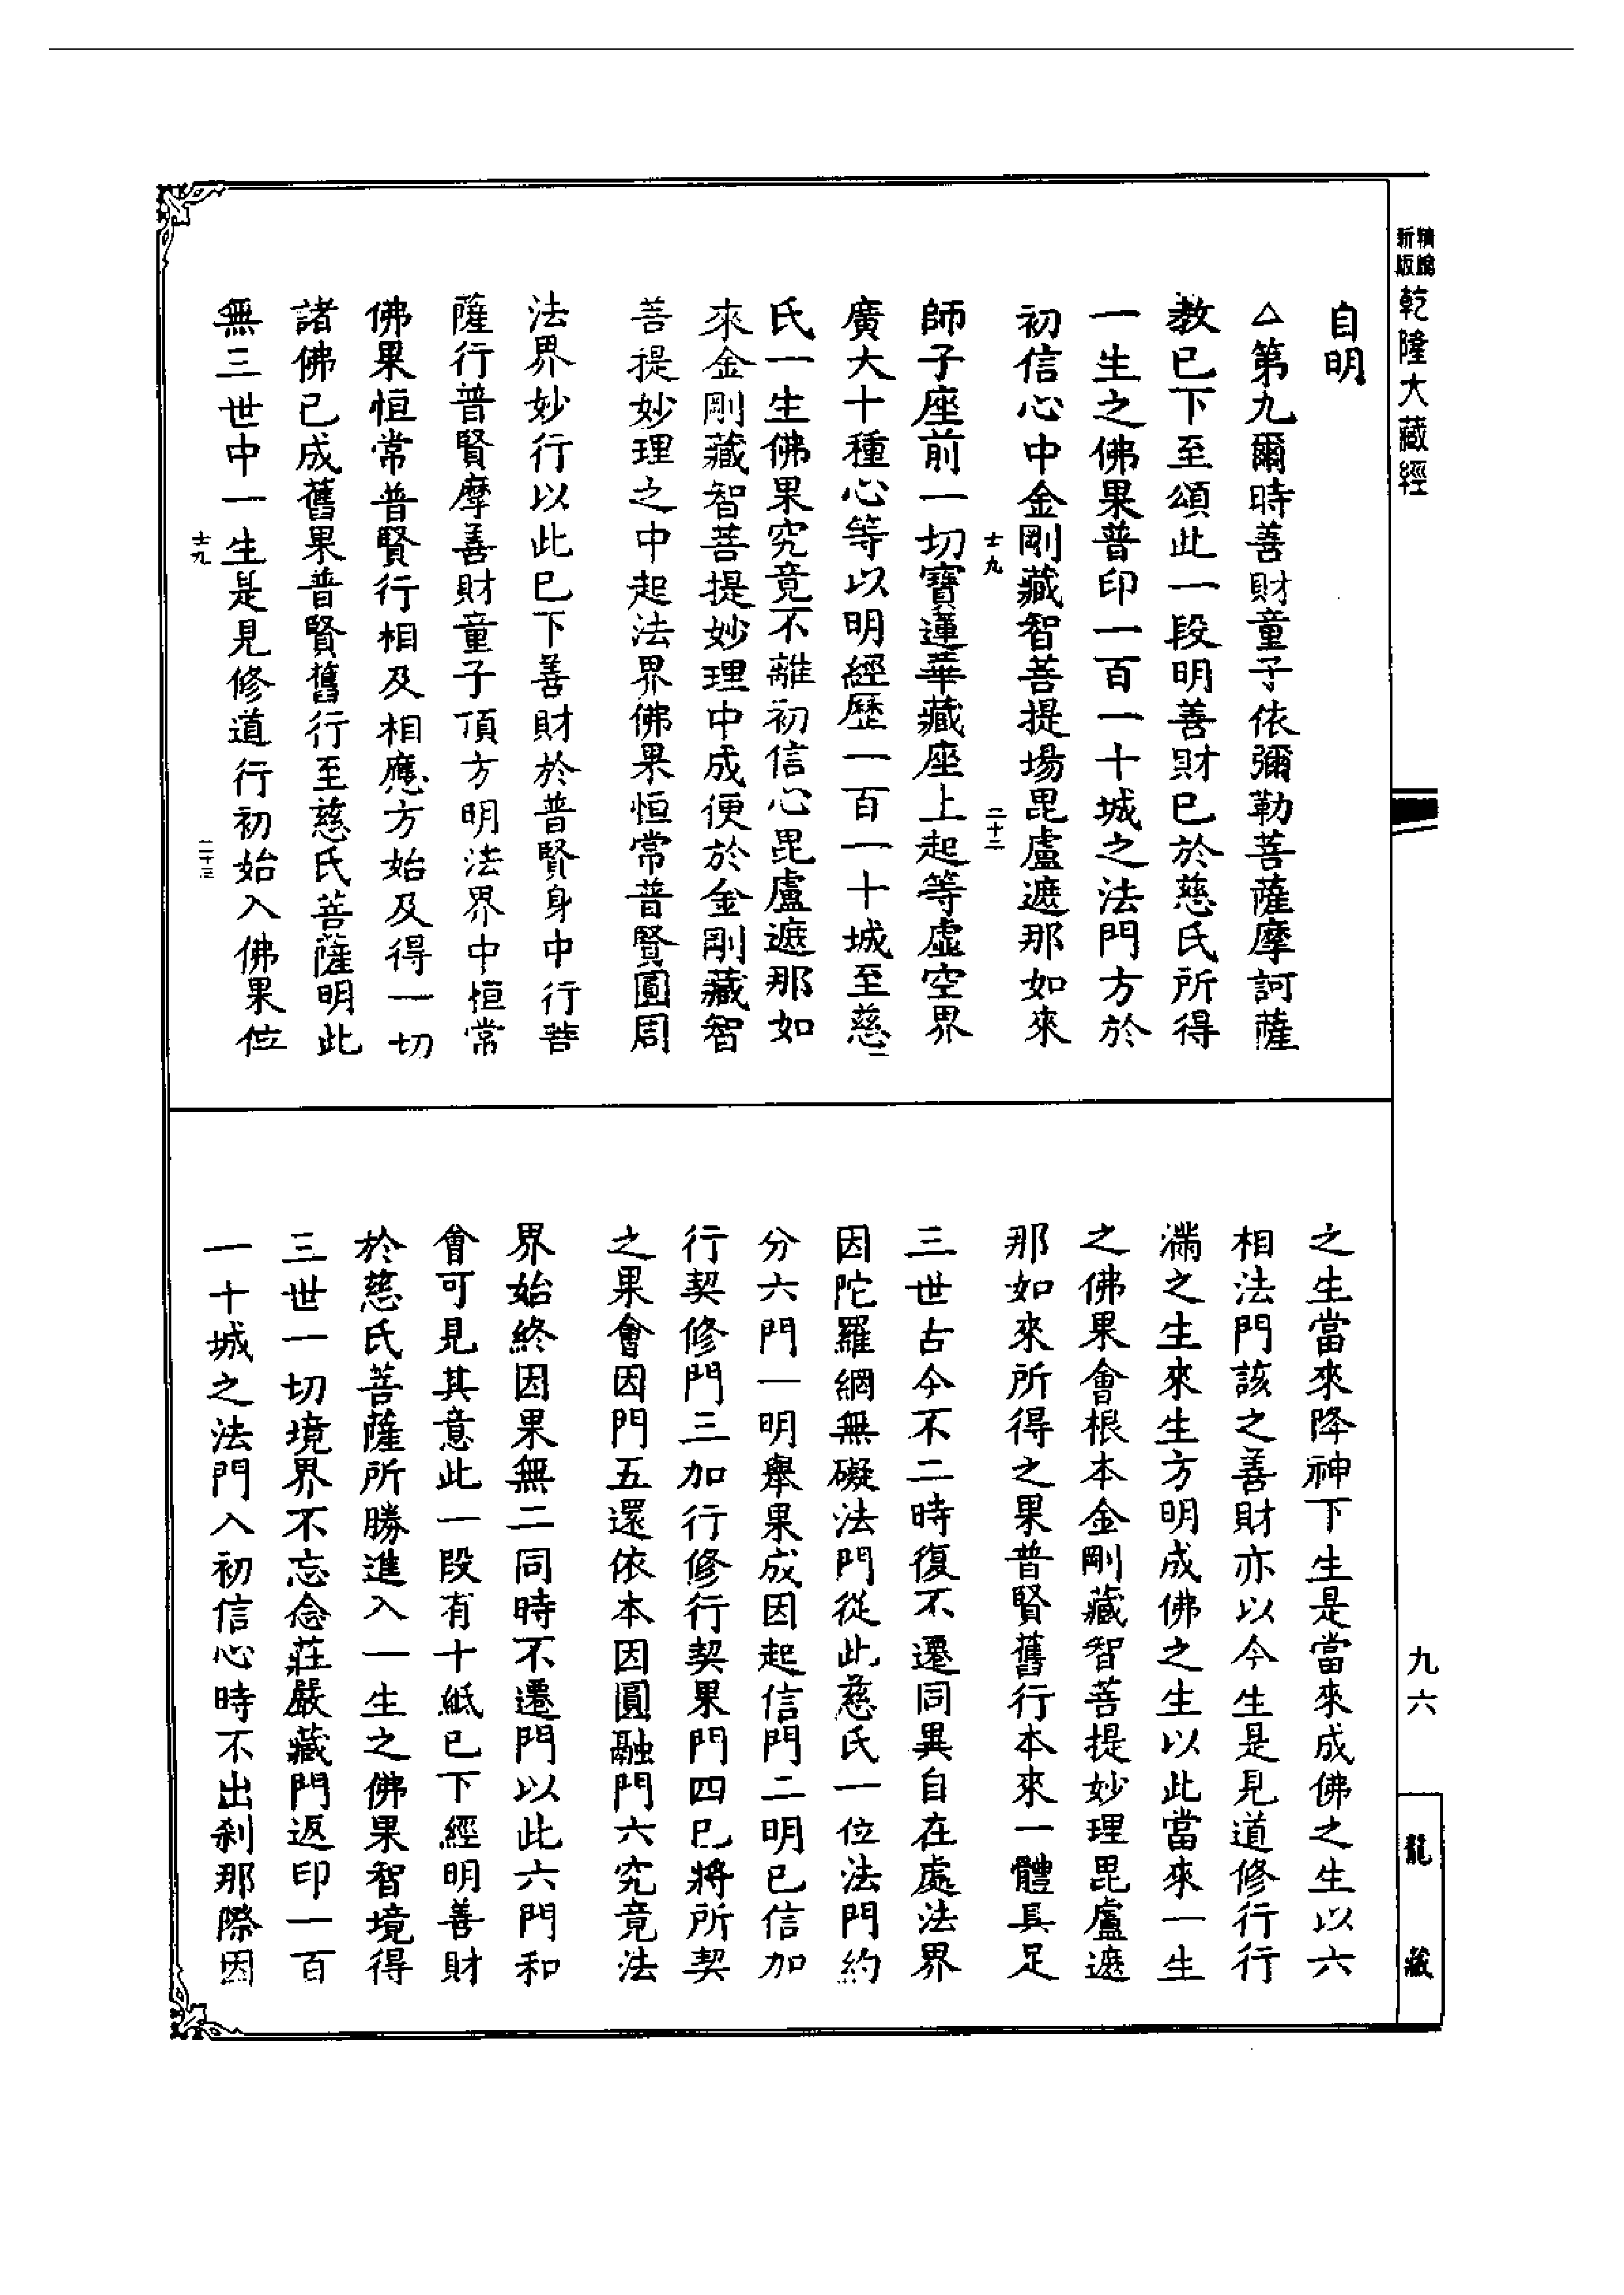 精編
新版
乾隆大藏經
自明
△第九爾時善財童子依彌勒菩薩摩訶薩
教已下至頌此一段明善財已於慈氏所得
一生之佛果普印一百一十城之法門方於
初信心中金剛藏智菩提場毘盧遮那如來
士九
二十二
師子座前一切寶蓮華藏座上起等虛空界
廣大十種心等以明經歷一百一十城至慈
氏一生佛果究竟不離初信心毘盧遮那如
來金剛藏智菩提妙理中成便於金剛藏智
菩提妙理之中起法界佛果恒常普賢圓周
法界妙行以此已下善財於普賢身中行菩
薩行普賢摩善財童子頂方明法界中恒常
佛果恒常普賢行相及相應方始及得一切
諸佛已成舊果普賢舊行至慈氏菩薩明此
無三世中一生是見修道行初始入佛果位
士九
二十三
之生當來降神下生是當來成佛之生以六
相法門該之善財亦以今生是見道修行行
滿之生來生方明成佛之生以此當來一生
之佛果會根本金剛藏智菩提妙理毘盧遮
那如來所得之果普賢舊行本來一體具足
三世古今不二時復不遷同異自在處法界
因陀羅網無礙法門從此慈氏一位法門約
分六門一明舉果成因起信門二明已信加
行契修門三加行修行契果門四已將所契
之果會因門五還依本因圓融門六究竟法
界始終因果無二同時不遷門以此六門和
會可見其意此一段有十紙已下經明善財
於慈氏菩薩所勝進入一生之佛果智境得
三世一切境界不忘念莊嚴藏門返印一百
一十城之法門入初信心時不出剎那際因
九六
龍藏